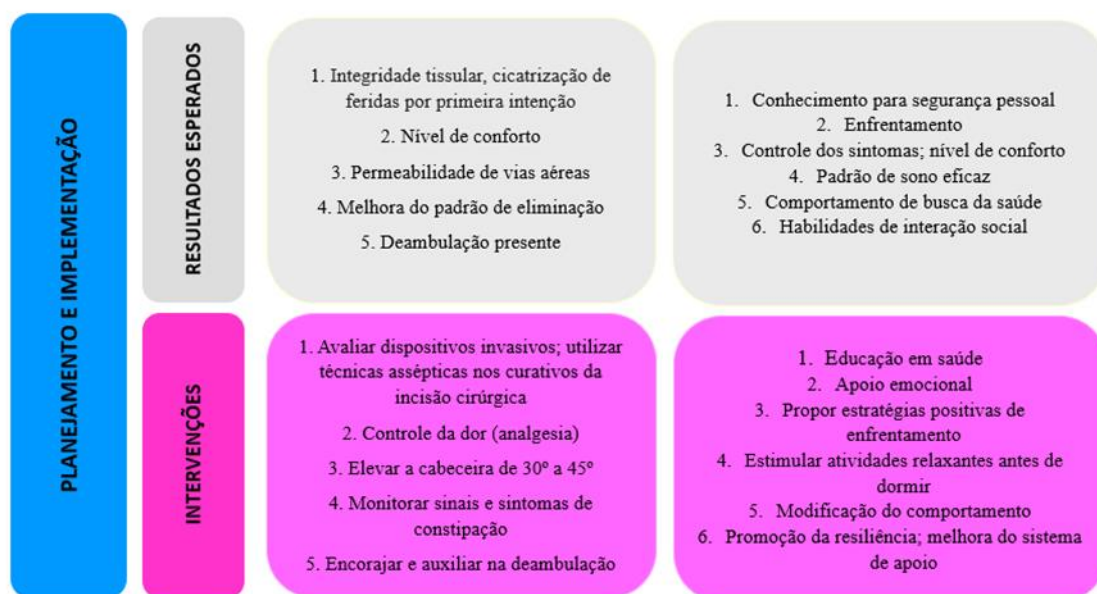 PLANEJAMENTO E IMPLEMENTAÇÃO
RESULTADOS ESPERADOS
1. Integridade tissular, cicatrização de
feridas por primeira intenção
2. Nível de conforto
3. Permeabilidade de vias aéreas
4. Melhora do padrão de eliminação
5. Deambulação presente
1. Conhecimento para segurança pessoal
2. Enfrentamento
3. Controle dos sintomas; nível de conforto
4. Padrão de sono eficaz
5. Comportamento de busca da saúde
6. Habilidades de interação social
INTERVENÇÕES
1. Avaliar dispositivos invasivos; utilizar
técnicas assépticas nos curativos da
incisão cirúrgica
2. Controle da dor (analgesia)
3. Elevar a cabeceira de 30º a 45º
4. Monitorar sinais e sintomas de
constipação
5. Encorajar e auxiliar na deambulação
1. Educação em saúde
2. Apoio emocional
3. Propor estratégias positivas de
enfrentamento
4. Estimular atividades relaxantes antes de
dormir
5. Modificação do comportamento
6. Promoção da resiliência; melhora do sistema
de apoio